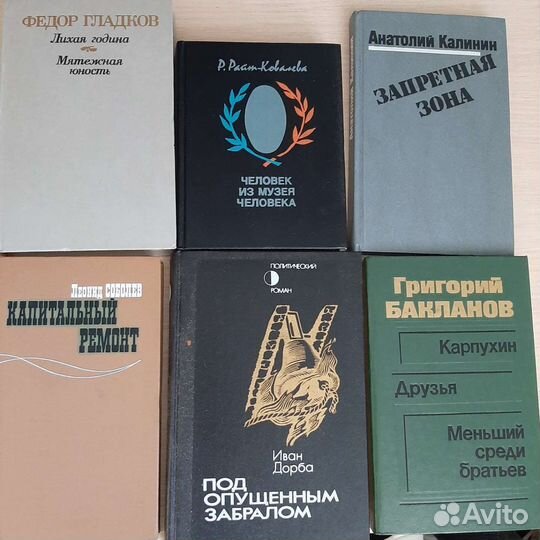 ФЕДОР ГЛАДКОВ
Лихая година
Мятежная
юность
Р. Райт-Ковалева
ЧЕЛОВЕК
ИЗ МУЗЕЯ
ЧЕЛОВЕКА
Анатолий Калинин
ЗАПРЕТНАЯ
ЗОНА
Леонид СОБОЛЕВ
КАПИТАЛЬНЫЙ
РЕМОНТ
ПОЛИТИЧЕСКИЙ
РОМАН
Иван
Дорба
ПОД
ОПУЩЕННЫМ
ЗАБРАЛОМ
Григорий
БАКЛАНОВ
Карпухин
Друзья
Меньший
среди
братьев
Avito